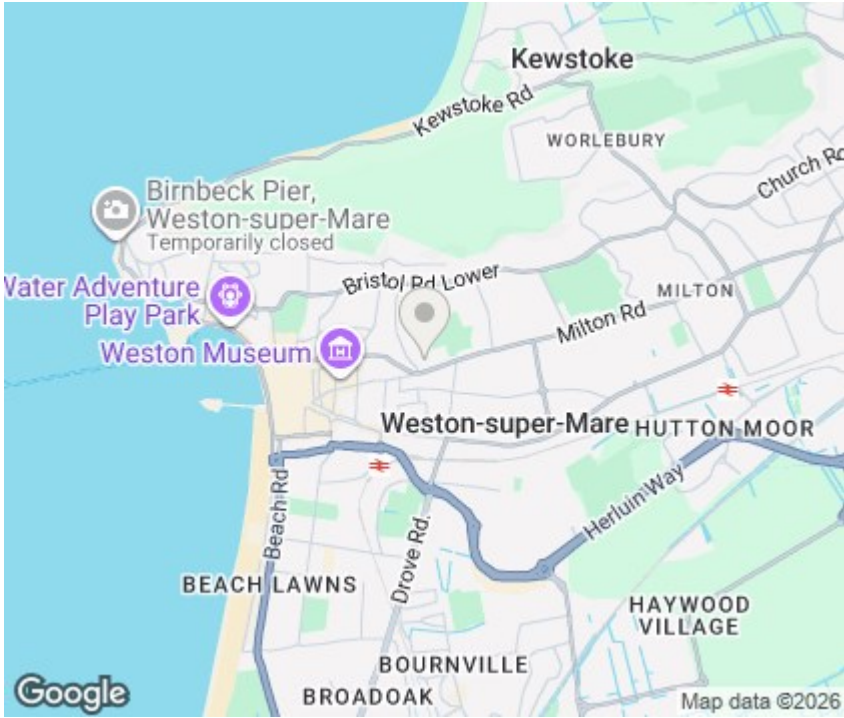 Kewstoke
Kewstoke Rd
WORLEBURY
Church Ro
Birnbeck Pier,
Weston-super-Mare
Temporarily closed
Bristol Rd Lower
Water Adventure
Play Park
MILTON
Milton Rd
Weston Museum
Weston-super-Mare
HUTTON MOOR
Beach Rd
Herluin Way
Drove Rd.
BEACH LAWNS
HAYWOOD
VILLAGE
BOURNVILLE
BROADOAK
Google
Map data ©2026